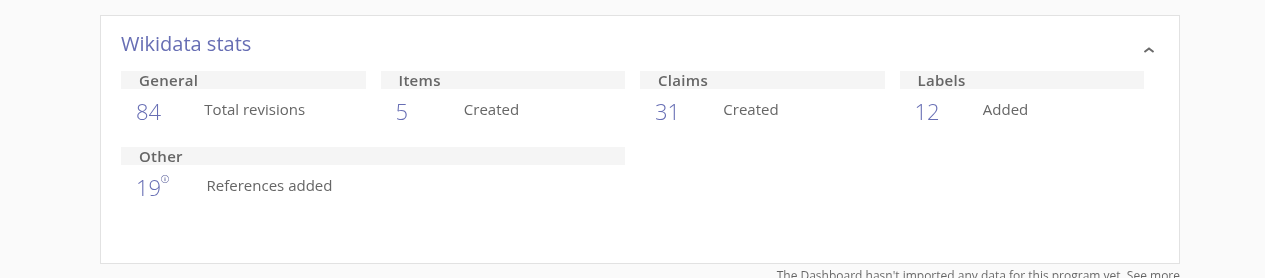 Wikidata stats
General Items Claims Labels
84 Total revisions 5 Created 31 Created 12 Added
Other
19 References added
The Dashboard hasn't imported any data for this program yet. See more